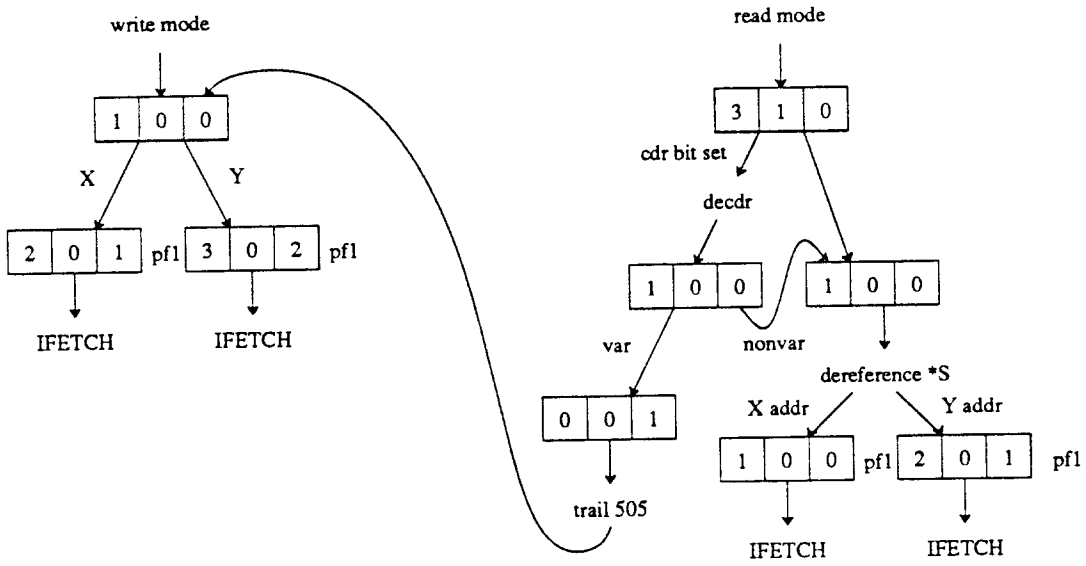 write mode
1 0 0
X
Y
2 0 1 pf1
3 0 2 pf1
IFETCH
IFETCH
read mode
3 1 0
cdr bit set
decdr
1 0 0
1 0 0
var
nonvar
0 0 1
trail 505
dereference *S
X addr
Y addr
1 0 0 pf1
2 0 1 pf1
IFETCH
IFETCH